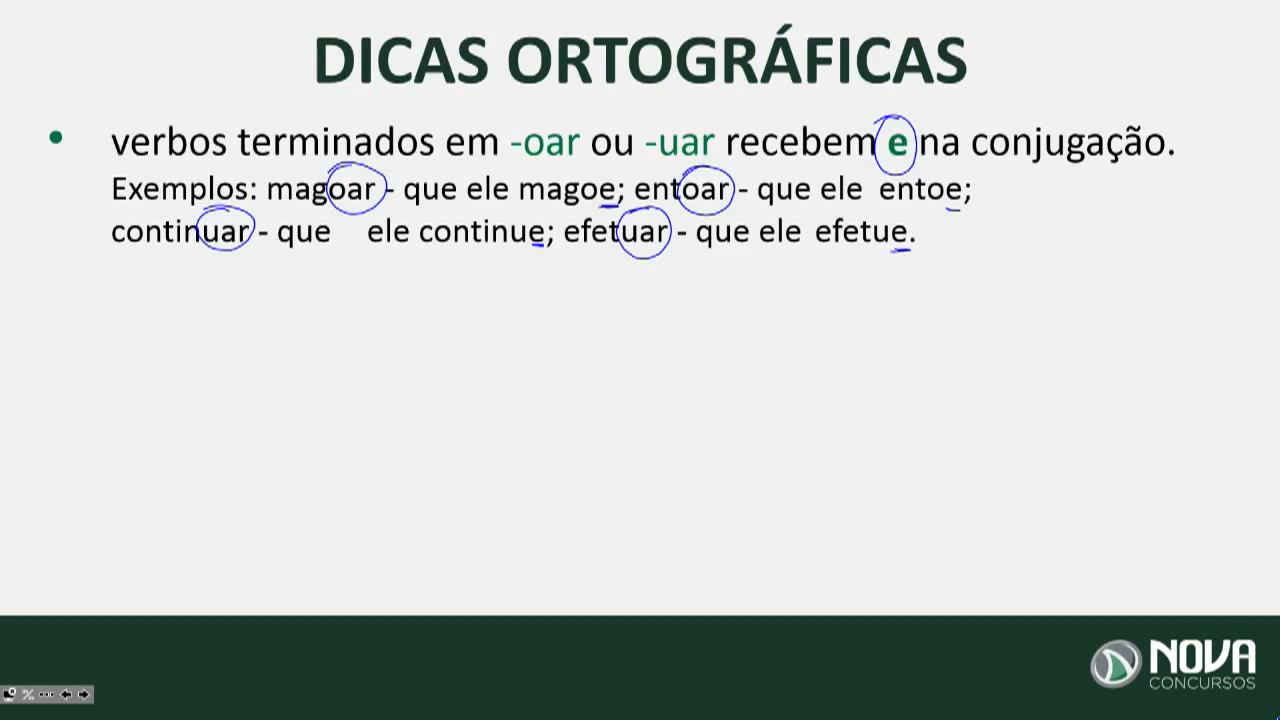 DICAS ORTOGRÁFICAS
• verbos terminados em -oar ou -uar recebem e na conjugação.
Exemplos: magoar - que ele magoe; entoar - que ele entoe;
continuar - que ele continue; efetuar - que ele efetue.
NOVA
CONCURSOS